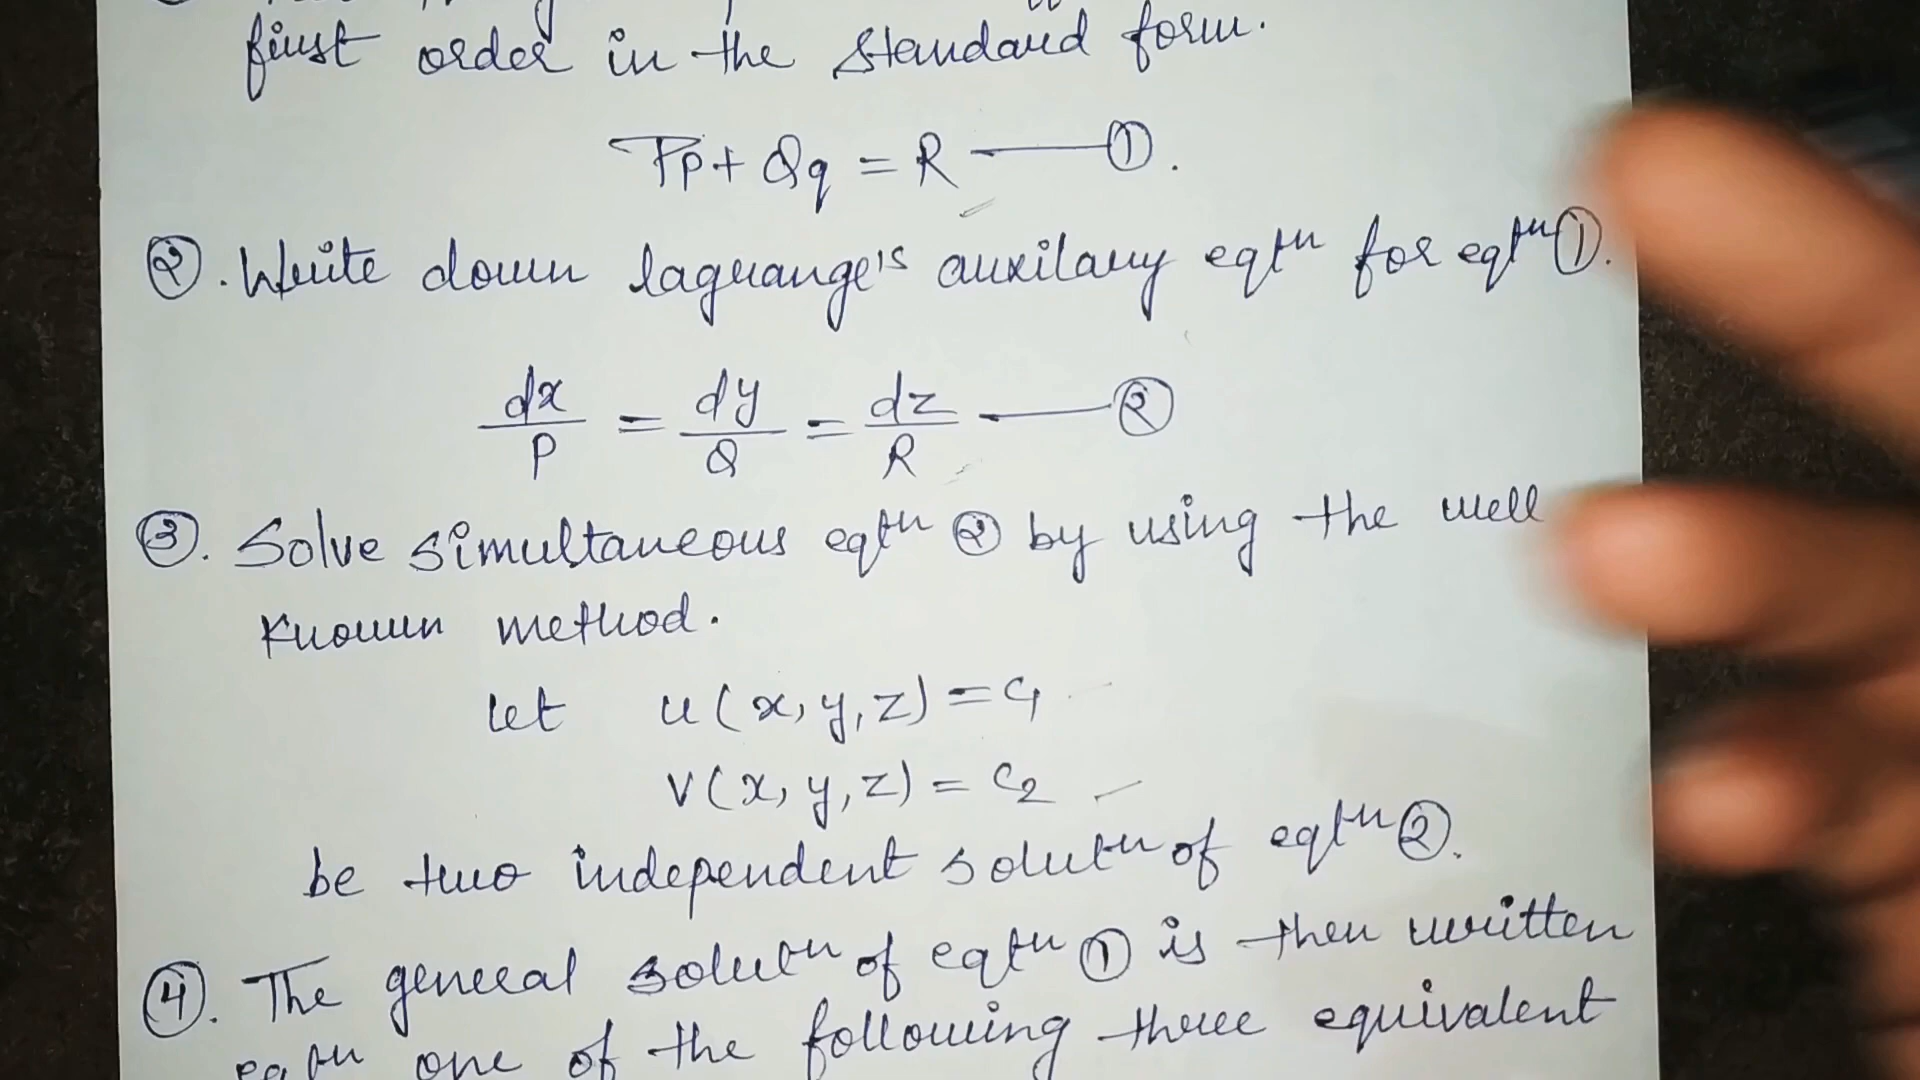 first order in the standard form.
Pp + Qq = R —— ①.
②. Write down lagrange's auxilary eqtn for eqtn ①.
dx/P = dy/Q = dz/R —— ②
③. Solve simultaneous eqtn ② by using the well
known method.
let u(x, y, z) = c1
v(x, y, z) = c2
be two independent solutn of eqtn ②.
④. The general solutn of eqtn ① is then written
eqtn one of the following three equivalent